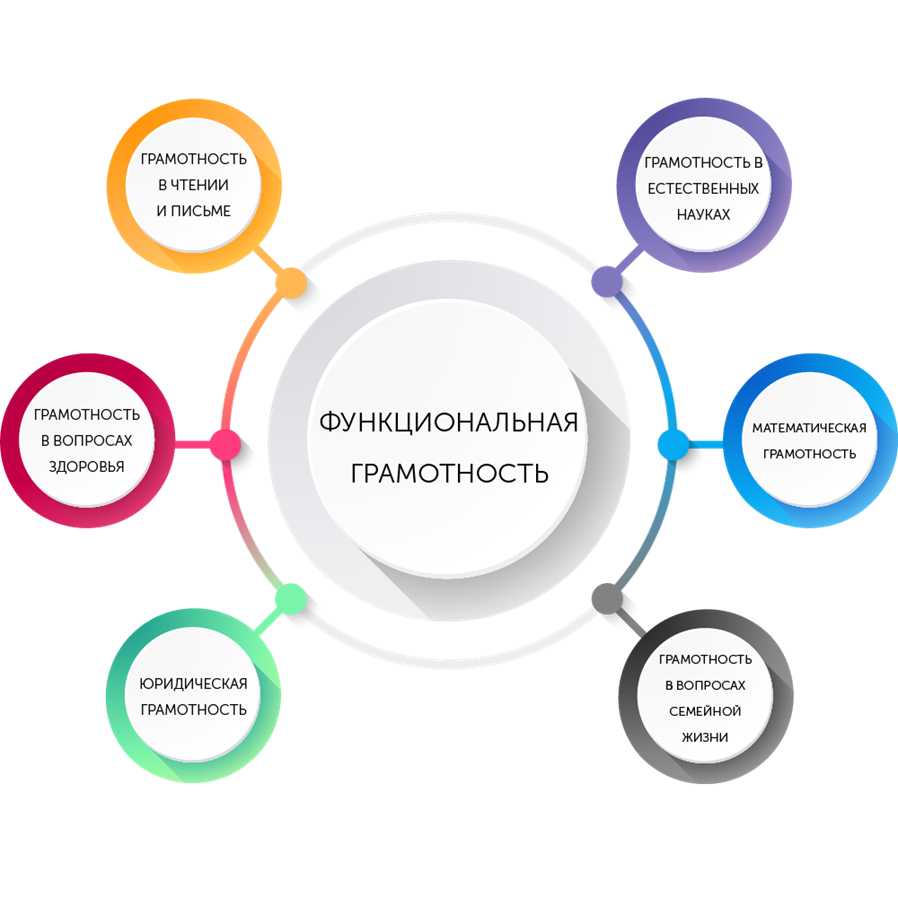 ГРАМОТНОСТЬ
В ЧТЕНИИ
И ПИСЬМЕ
ГРАМОТНОСТЬ В
ЕСТЕСТВЕННЫХ
НАУКАХ
ГРАМОТНОСТЬ
В ВОПРОСАХ
ЗДОРОВЬЯ
ФУНКЦИОНАЛЬНАЯ
ГРАМОТНОСТЬ
МАТЕМАТИЧЕСКАЯ
ГРАМОТНОСТЬ
ЮРИДИЧЕСКАЯ
ГРАМОТНОСТЬ
ГРАМОТНОСТЬ
В ВОПРОСАХ
СЕМЕЙНОЙ
ЖИЗНИ